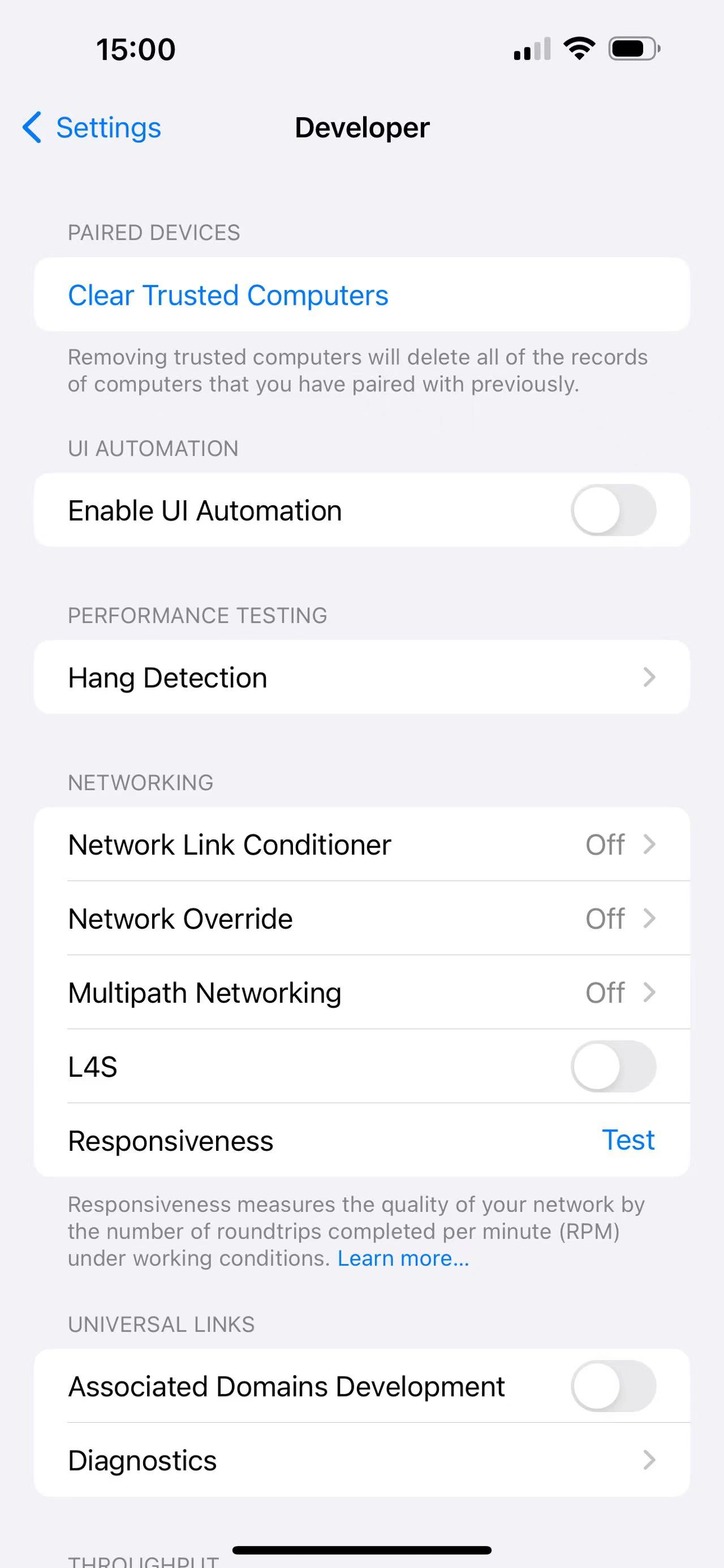 15:00
Settings
Developer
PAIRED DEVICES
Clear Trusted Computers
Removing trusted computers will delete all of the records
of computers that you have paired with previously.
UI AUTOMATION
Enable UI Automation
PERFORMANCE TESTING
Hang Detection
NETWORKING
Network Link Conditioner Off
Network Override Off
Multipath Networking Off
L4S
Responsiveness Test
Responsiveness measures the quality of your network by
the number of roundtrips completed per minute (RPM)
under working conditions. Learn more...
UNIVERSAL LINKS
Associated Domains Development
Diagnostics
THROUGHPUT